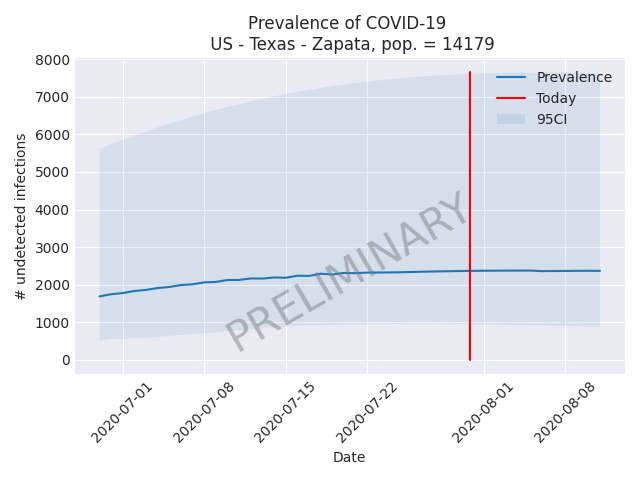 Prevalence of COVID-19
US - Texas - Zapata, pop. = 14179
# undetected infections
8000
7000
6000
5000
4000
3000
2000
1000
0
Prevalence
Today
95CI
PRELIMINARY
2020-07-01
2020-07-08
2020-07-15
2020-07-22
2020-08-01
2020-08-08
Date